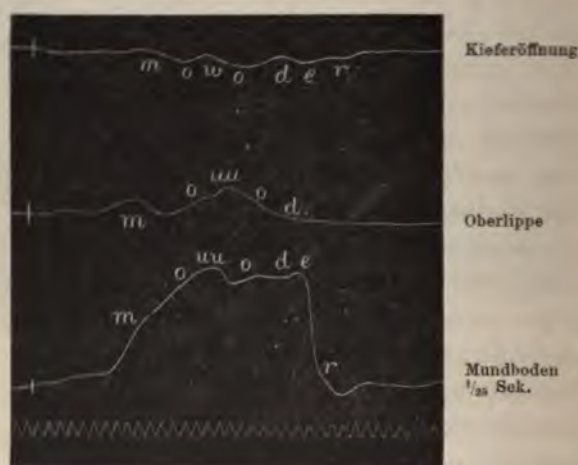 Kieferöffnung
m o w o d e r
o uu o
m d.
Oberlippe
o uu o d e
m
r
Mundboden
1/25 Sek.